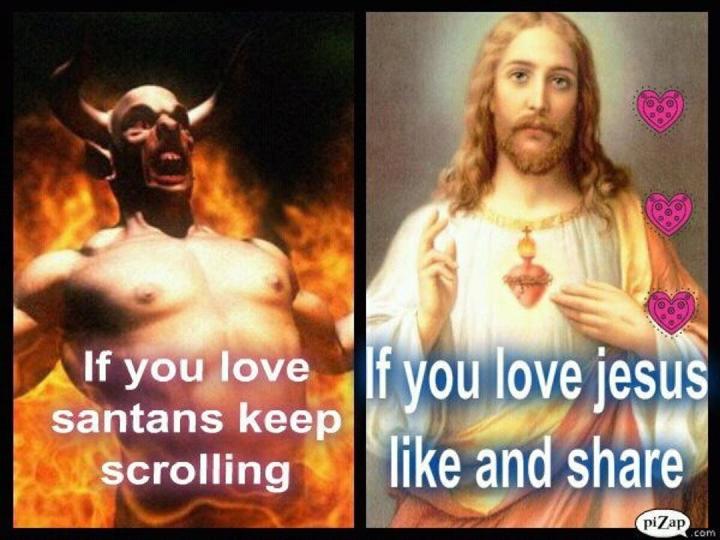 If you love
santans keep
scrolling
If you love jesus
like and share
piZap
.com